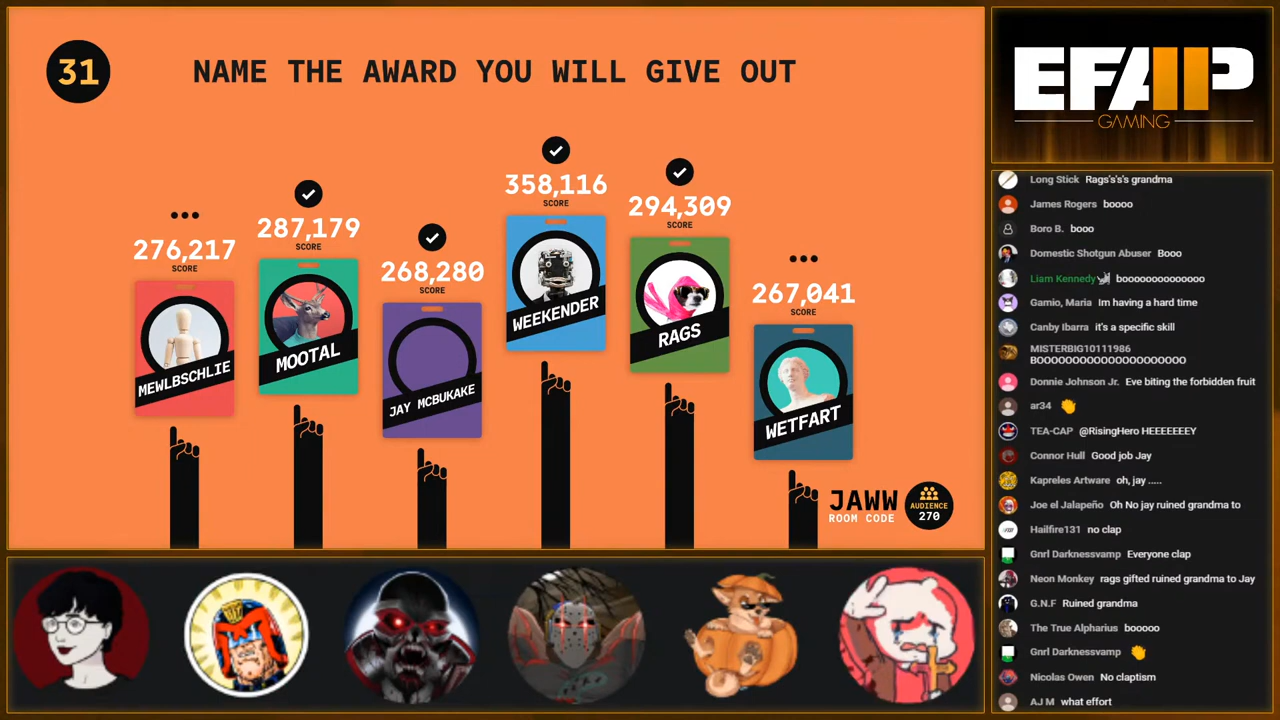 31
NAME THE AWARD YOU WILL GIVE OUT
276,217
SCORE
MEWLBSCHLIE
287,179
SCORE
MOOTAL
268,280
SCORE
JAY MCBUKAKE
358,116
SCORE
WEEKENDER
294,309
SCORE
RAGS
267,041
SCORE
WETFART
JAWW
ROOM CODE
AUDIENCE
270
EFAP
GAMING
Long Stick Rags's's's grandma
James Rogers boooo
Boro B. booo
Domestic Shotgun Abuser Booo
Liam Kennedy booooooooooooooo
Gamio, Maria Im having a hard time
Canby Ibarra it's a specific skill
MISTERBIG10111986
BOOOOOOOOOOOOOOOOOOOO
Donnie Johnson Jr. Eve biting the forbidden fruit
ar34 👏
TEA-CAP @RisingHero HEEEEEEY
Connor Hull Good job Jay
Kapreles Artware oh, jay .....
Joe el Jalapeño Oh No jay ruined grandma to
Hailfire131 no clap
Gnrl Darknessvamp Everyone clap
Neon Monkey rags gifted ruined grandma to Jay
G.N.F Ruined grandma
The True Alpharius booooo
Gnrl Darknessvamp 👏
Nicolas Owen No claptism
AJ M what effort